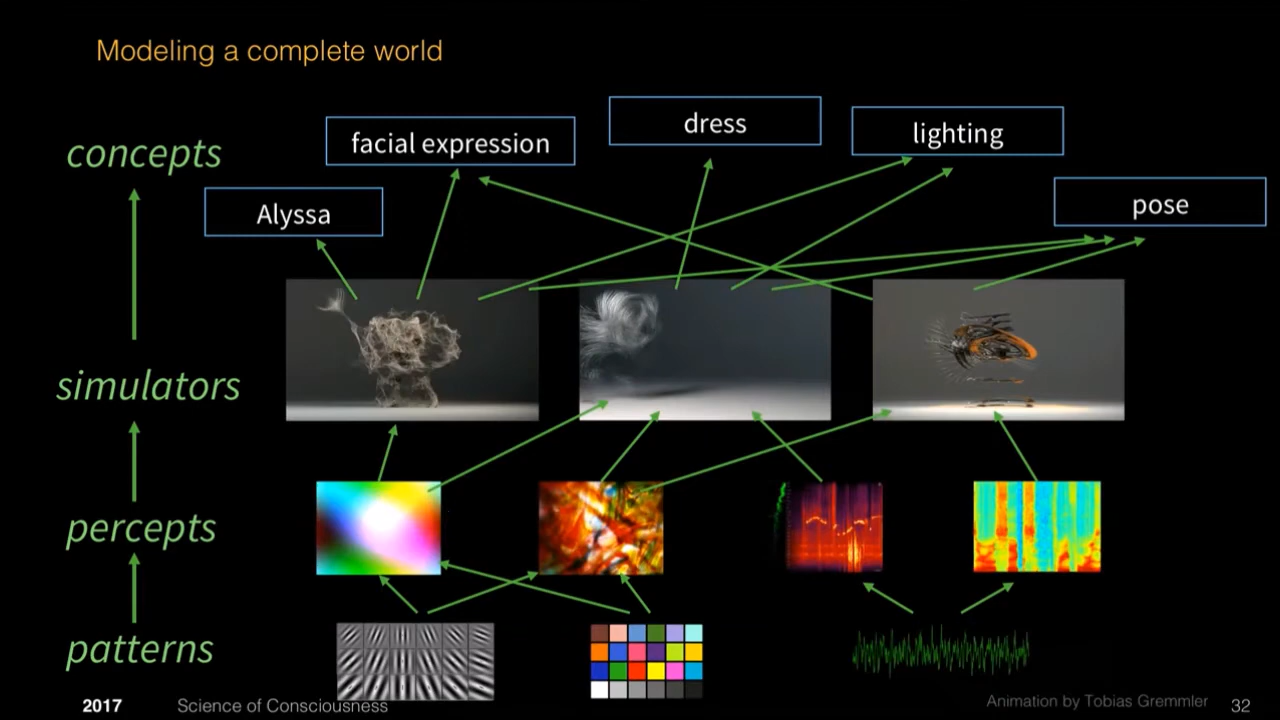 Modeling a complete world
concepts
facial expression
dress
lighting
Alyssa
pose
simulators
percepts
patterns
2017
Science of Consciousness
Animation by Tobias Gremmler
32